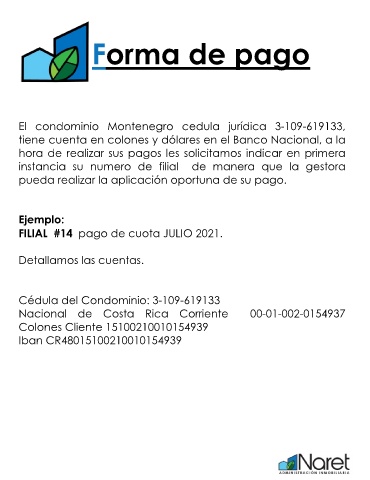 Forma de pago
El condominio Montenegro cedula jurídica 3-109-619133,
tiene cuenta en colones y dólares en el Banco Nacional, a la
hora de realizar sus pagos les solicitamos indicar en primera
instancia su numero de filial de manera que la gestora
pueda realizar la aplicación oportuna de su pago.
Ejemplo:
FILIAL #14 pago de cuota JULIO 2021.
Detallamos las cuentas.
Cédula del Condominio: 3-109-619133
Nacional de Costa Rica Corriente 00-01-002-0154937
Colones Cliente 15100210010154939
Iban CR48015100210010154939
Naret
ADMINISTRACIÓN INMOBILIARIA